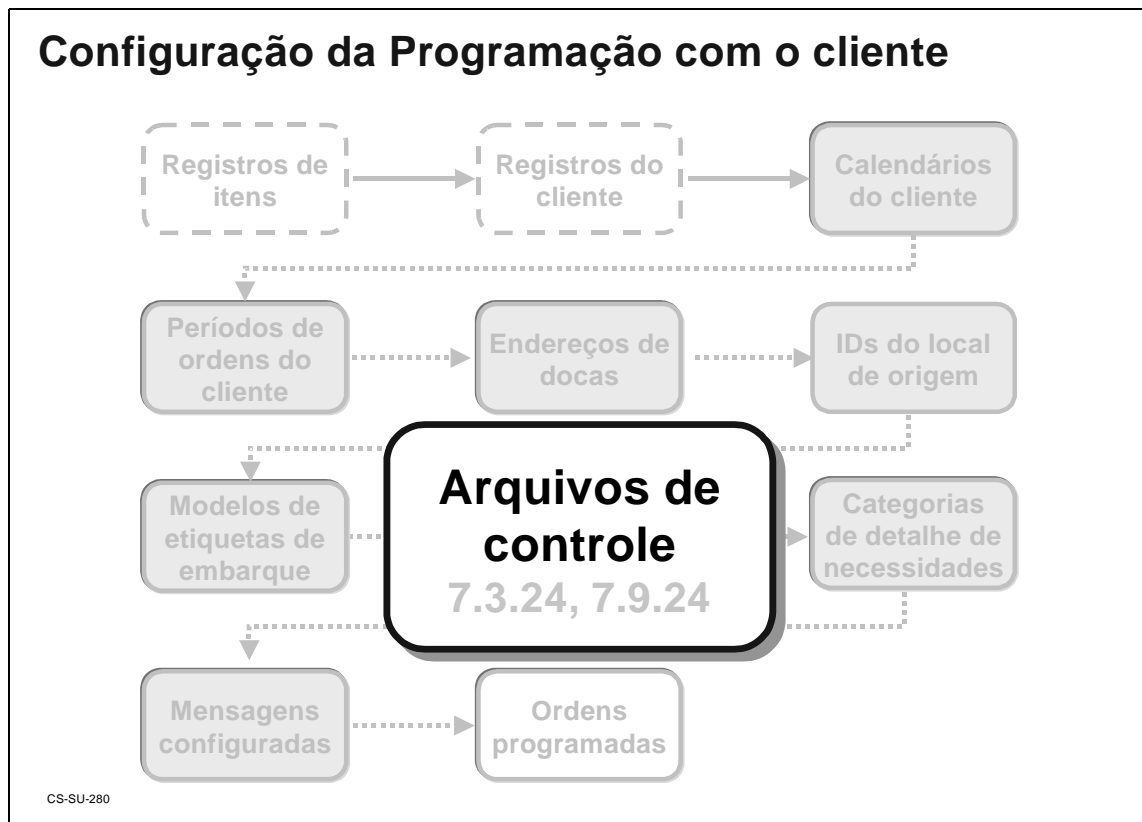 Configuração da Programação com o cliente
Registros de
itens
Registros do
cliente
Calendários
do cliente
Períodos de
ordens do
cliente
Endereços de
docas
IDs do local
de origem
Modelos de
etiquetas de
embarque
Arquivos de
controle
7.3.24, 7.9.24
Categorias
de detalhe de
necessidades
Mensagens
configuradas
Ordens
programadas
CS-SU-280